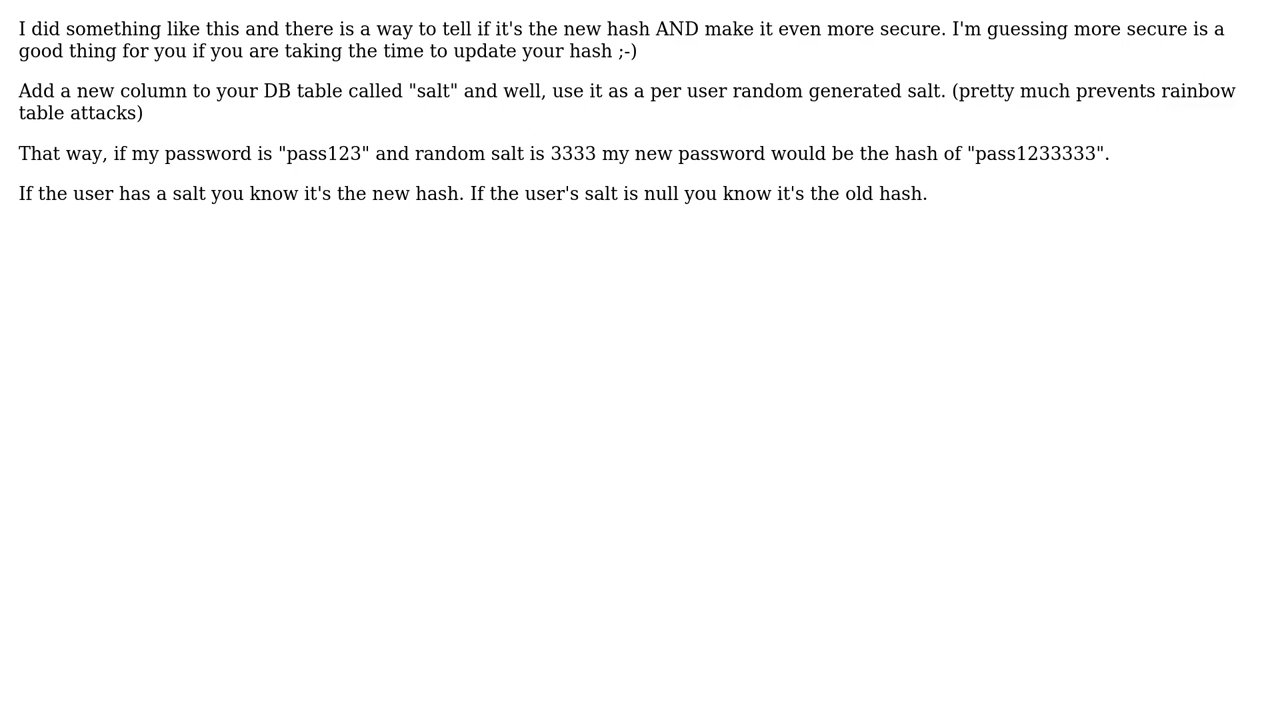 I did something like this and there is a way to tell if it's the new hash AND make it even more secure. I'm guessing more secure is a
good thing for you if you are taking the time to update your hash ;-)
Add a new column to your DB table called "salt" and well, use it as a per user random generated salt. (pretty much prevents rainbow
table attacks)
That way, if my password is "pass123" and random salt is 3333 my new password would be the hash of "pass1233333".
If the user has a salt you know it's the new hash. If the user's salt is null you know it's the old hash.